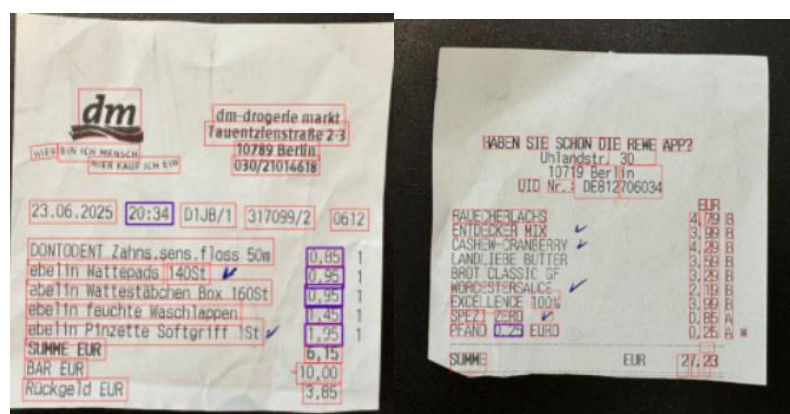 dm
HIER BIN ICH MENSCH
HIER KAUF ICH EIN
dm-drogerie markt
Tauentzienstraße 2-3
10789 Berlin
030/21014618
23.06.2025 20:34 D1JB/1 317099/2 0612
DONTODENT Zahns.sens.floss 50m 0,85 1
ebelin Wattepads 140St 0,95 1
ebelin Wattestäbchen Box 160St 0,95 1
ebelin feuchte Waschlappen 1,45 1
ebelin Pinzette Softgriff 1St 1,95 1
SUMME EUR 6,15
BAR EUR -10,00
Rückgeld EUR 3,85
HABEN SIE SCHON DIE REWE APP?
Uhlandstr. 30
10719 Berlin
UID Nr.: DE812706034
EUR
RAEUCHERLACHS 4,79 B
ENTDECKER MIX 3,99 B
CASHEW-CRANBERRY 4,29 B
LANDLIEBE BUTTER 3,59 B
BROT CLASSIC GF 3,29 B
WORCESTERSAUCE 2,19 B
EXCELLENCE 100% 3,99 B
SPEZI ZERO 0,85 A
PFAND 0,25 EURO 0,25 A *
SUMME EUR 27,23